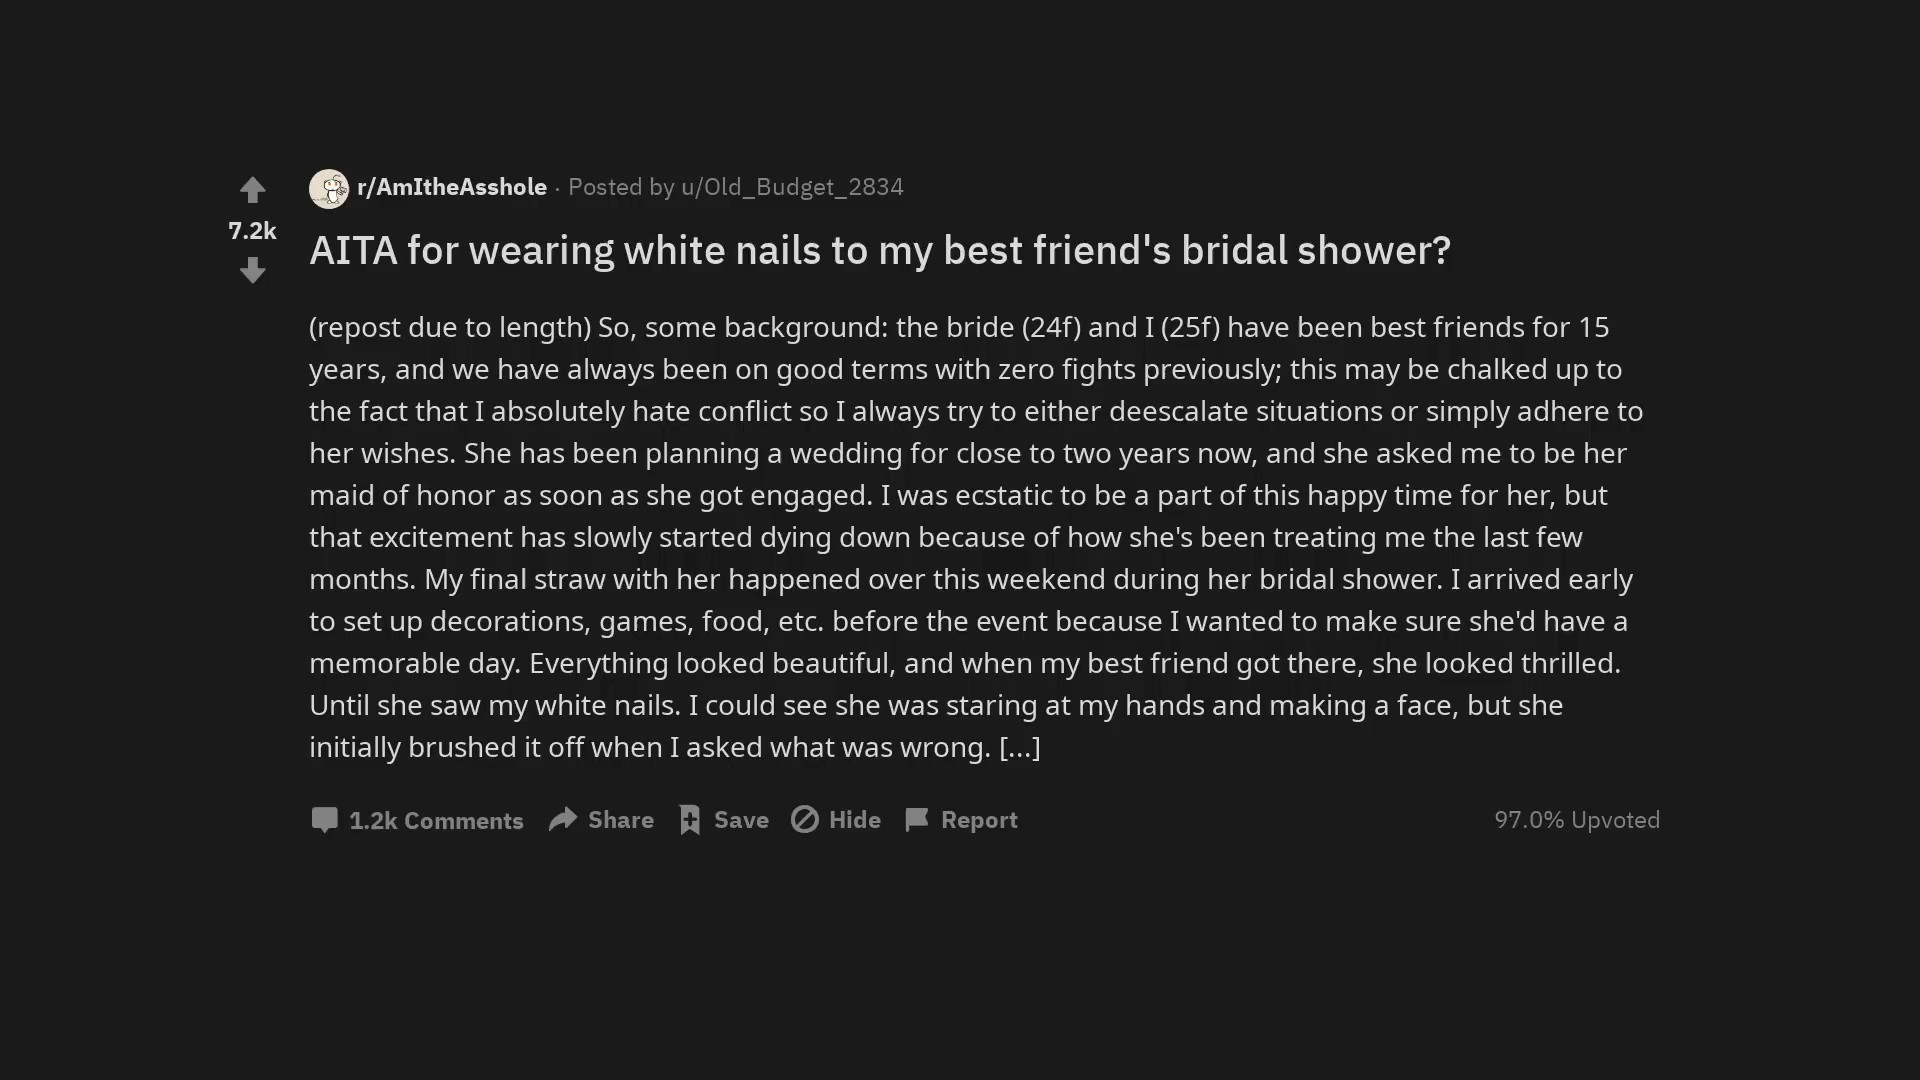 r/AmItheAsshole · Posted by u/Old_Budget_2834
7.2k
AITA for wearing white nails to my best friend's bridal shower?
(repost due to length) So, some background: the bride (24f) and I (25f) have been best friends for 15
years, and we have always been on good terms with zero fights previously; this may be chalked up to
the fact that I absolutely hate conflict so I always try to either deescalate situations or simply adhere to
her wishes. She has been planning a wedding for close to two years now, and she asked me to be her
maid of honor as soon as she got engaged. I was ecstatic to be a part of this happy time for her, but
that excitement has slowly started dying down because of how she's been treating me the last few
months. My final straw with her happened over this weekend during her bridal shower. I arrived early
to set up decorations, games, food, etc. before the event because I wanted to make sure she'd have a
memorable day. Everything looked beautiful, and when my best friend got there, she looked thrilled.
Until she saw my white nails. I could see she was staring at my hands and making a face, but she
initially brushed it off when I asked what was wrong. [...]
1.2k Comments Share Save Hide Report 97.0% Upvoted